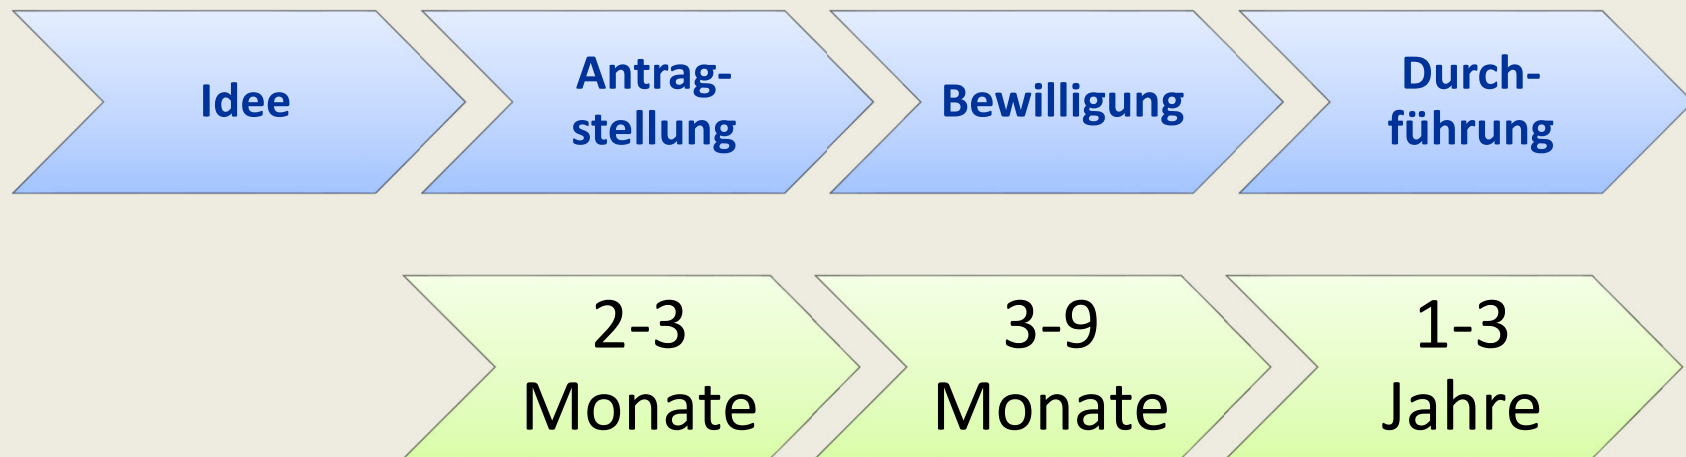 Idee
Antrag-
stellung
Bewilligung
Durch-
führung
2-3
Monate
3-9
Monate
1-3
Jahre